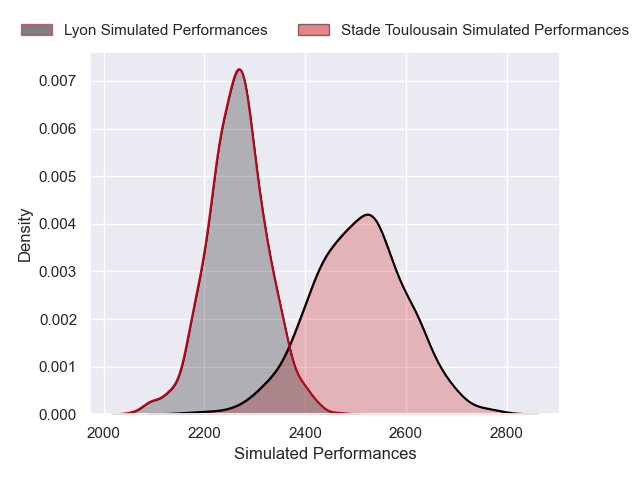 Lyon Simulated Performances
Stade Toulousain Simulated Performances
0.007
0.006
0.005
0.004
0.003
0.002
0.001
0.000
Density
2000 2200 2400 2600 2800
Simulated Performances